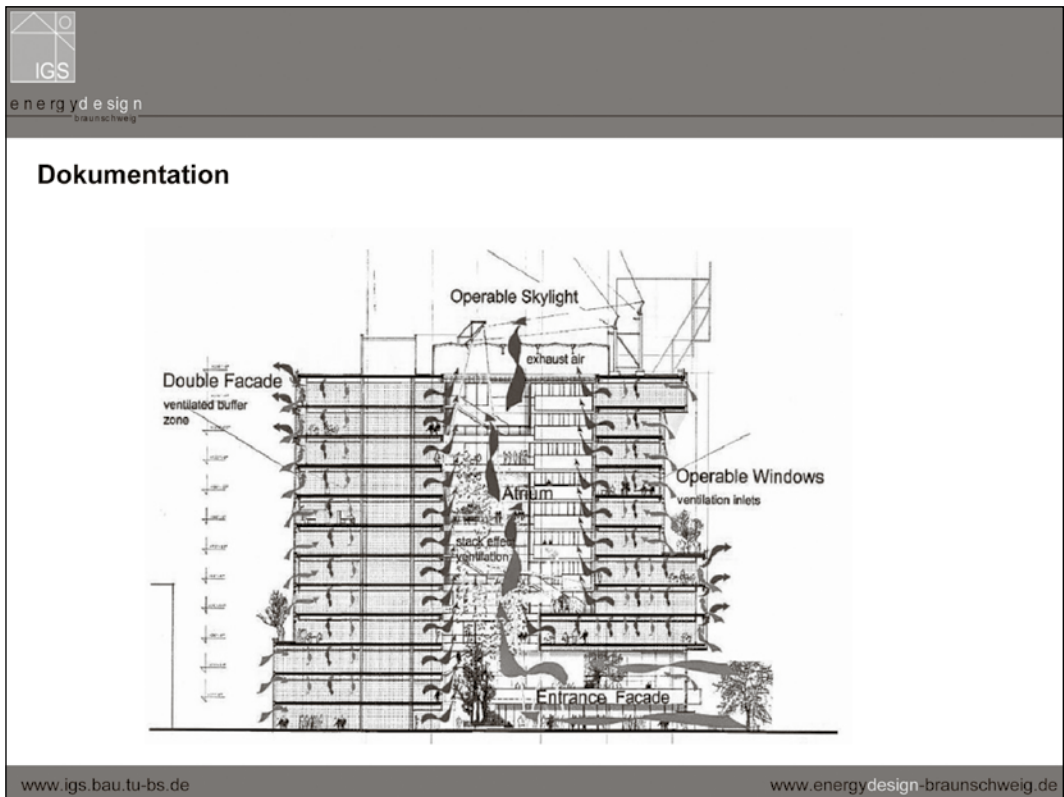 IGS
energydesign
braunschweig
Dokumentation
Operable Skylight
exhaust air
Double Facade
ventilated buffer
zone
Operable Windows
ventilation inlets
Atrium
stack effect
ventilation
Entrance Facade
www.igs.bau.tu-bs.de
www.energydesign-braunschweig.de